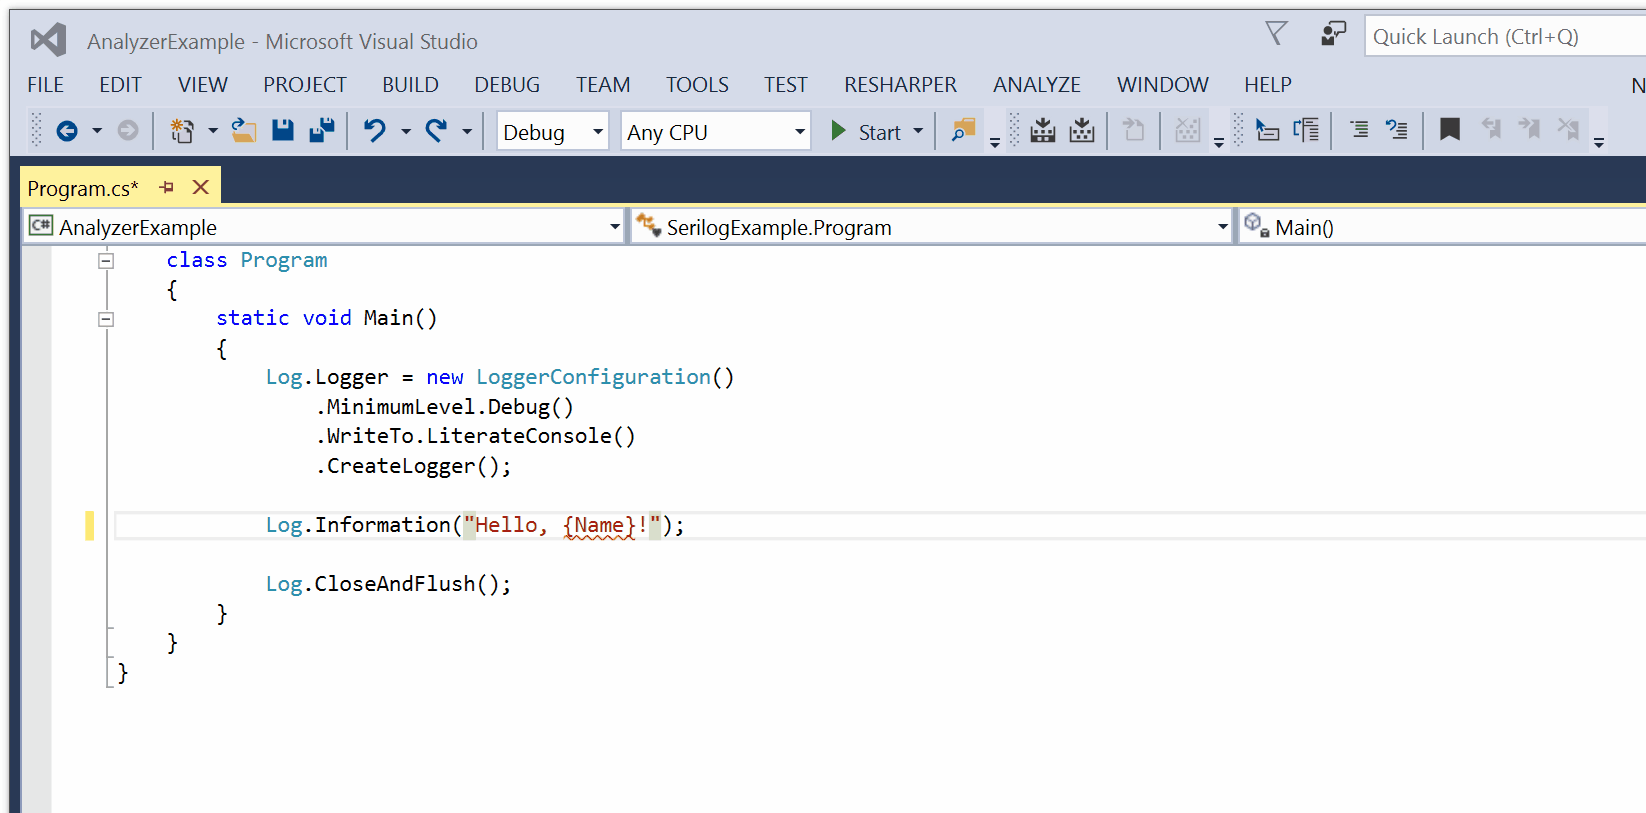 AnalyzerExample - Microsoft Visual Studio
Quick Launch (Ctrl+Q)
FILE EDIT VIEW PROJECT BUILD DEBUG TEAM TOOLS TEST RESHARPER ANALYZE WINDOW HELP N
Debug Any CPU Start
Program.cs*
C# AnalyzerExample SerilogExample.Program Main()
class Program
{
static void Main()
{
Log.Logger = new LoggerConfiguration()
.MinimumLevel.Debug()
.WriteTo.LiterateConsole()
.CreateLogger();
Log.Information("Hello, {Name}!");
Log.CloseAndFlush();
}
}
}